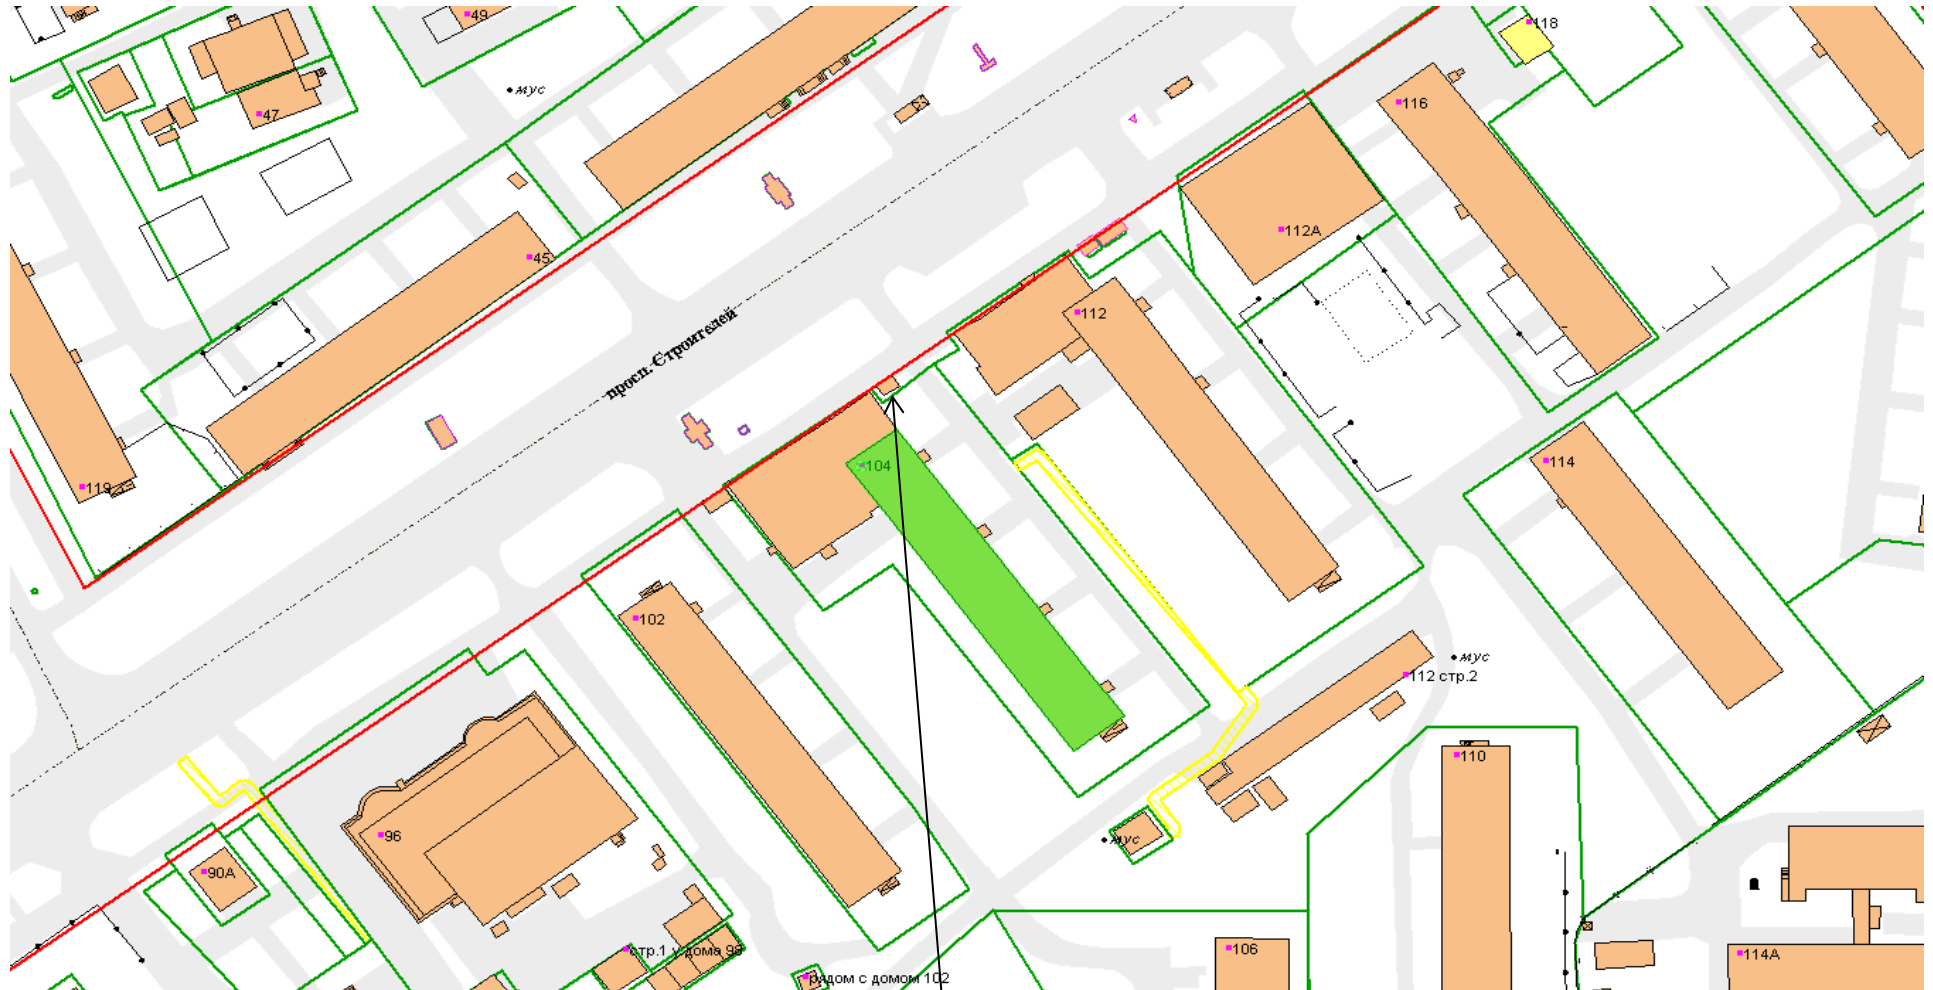 49
118
47
мус
116
112А
45
112
просп. Строителей
104
114
119
102
мус
112 стр.2
110
96
мус
90А
стр.1 у дома 98
106
114А
рядом с домом 102